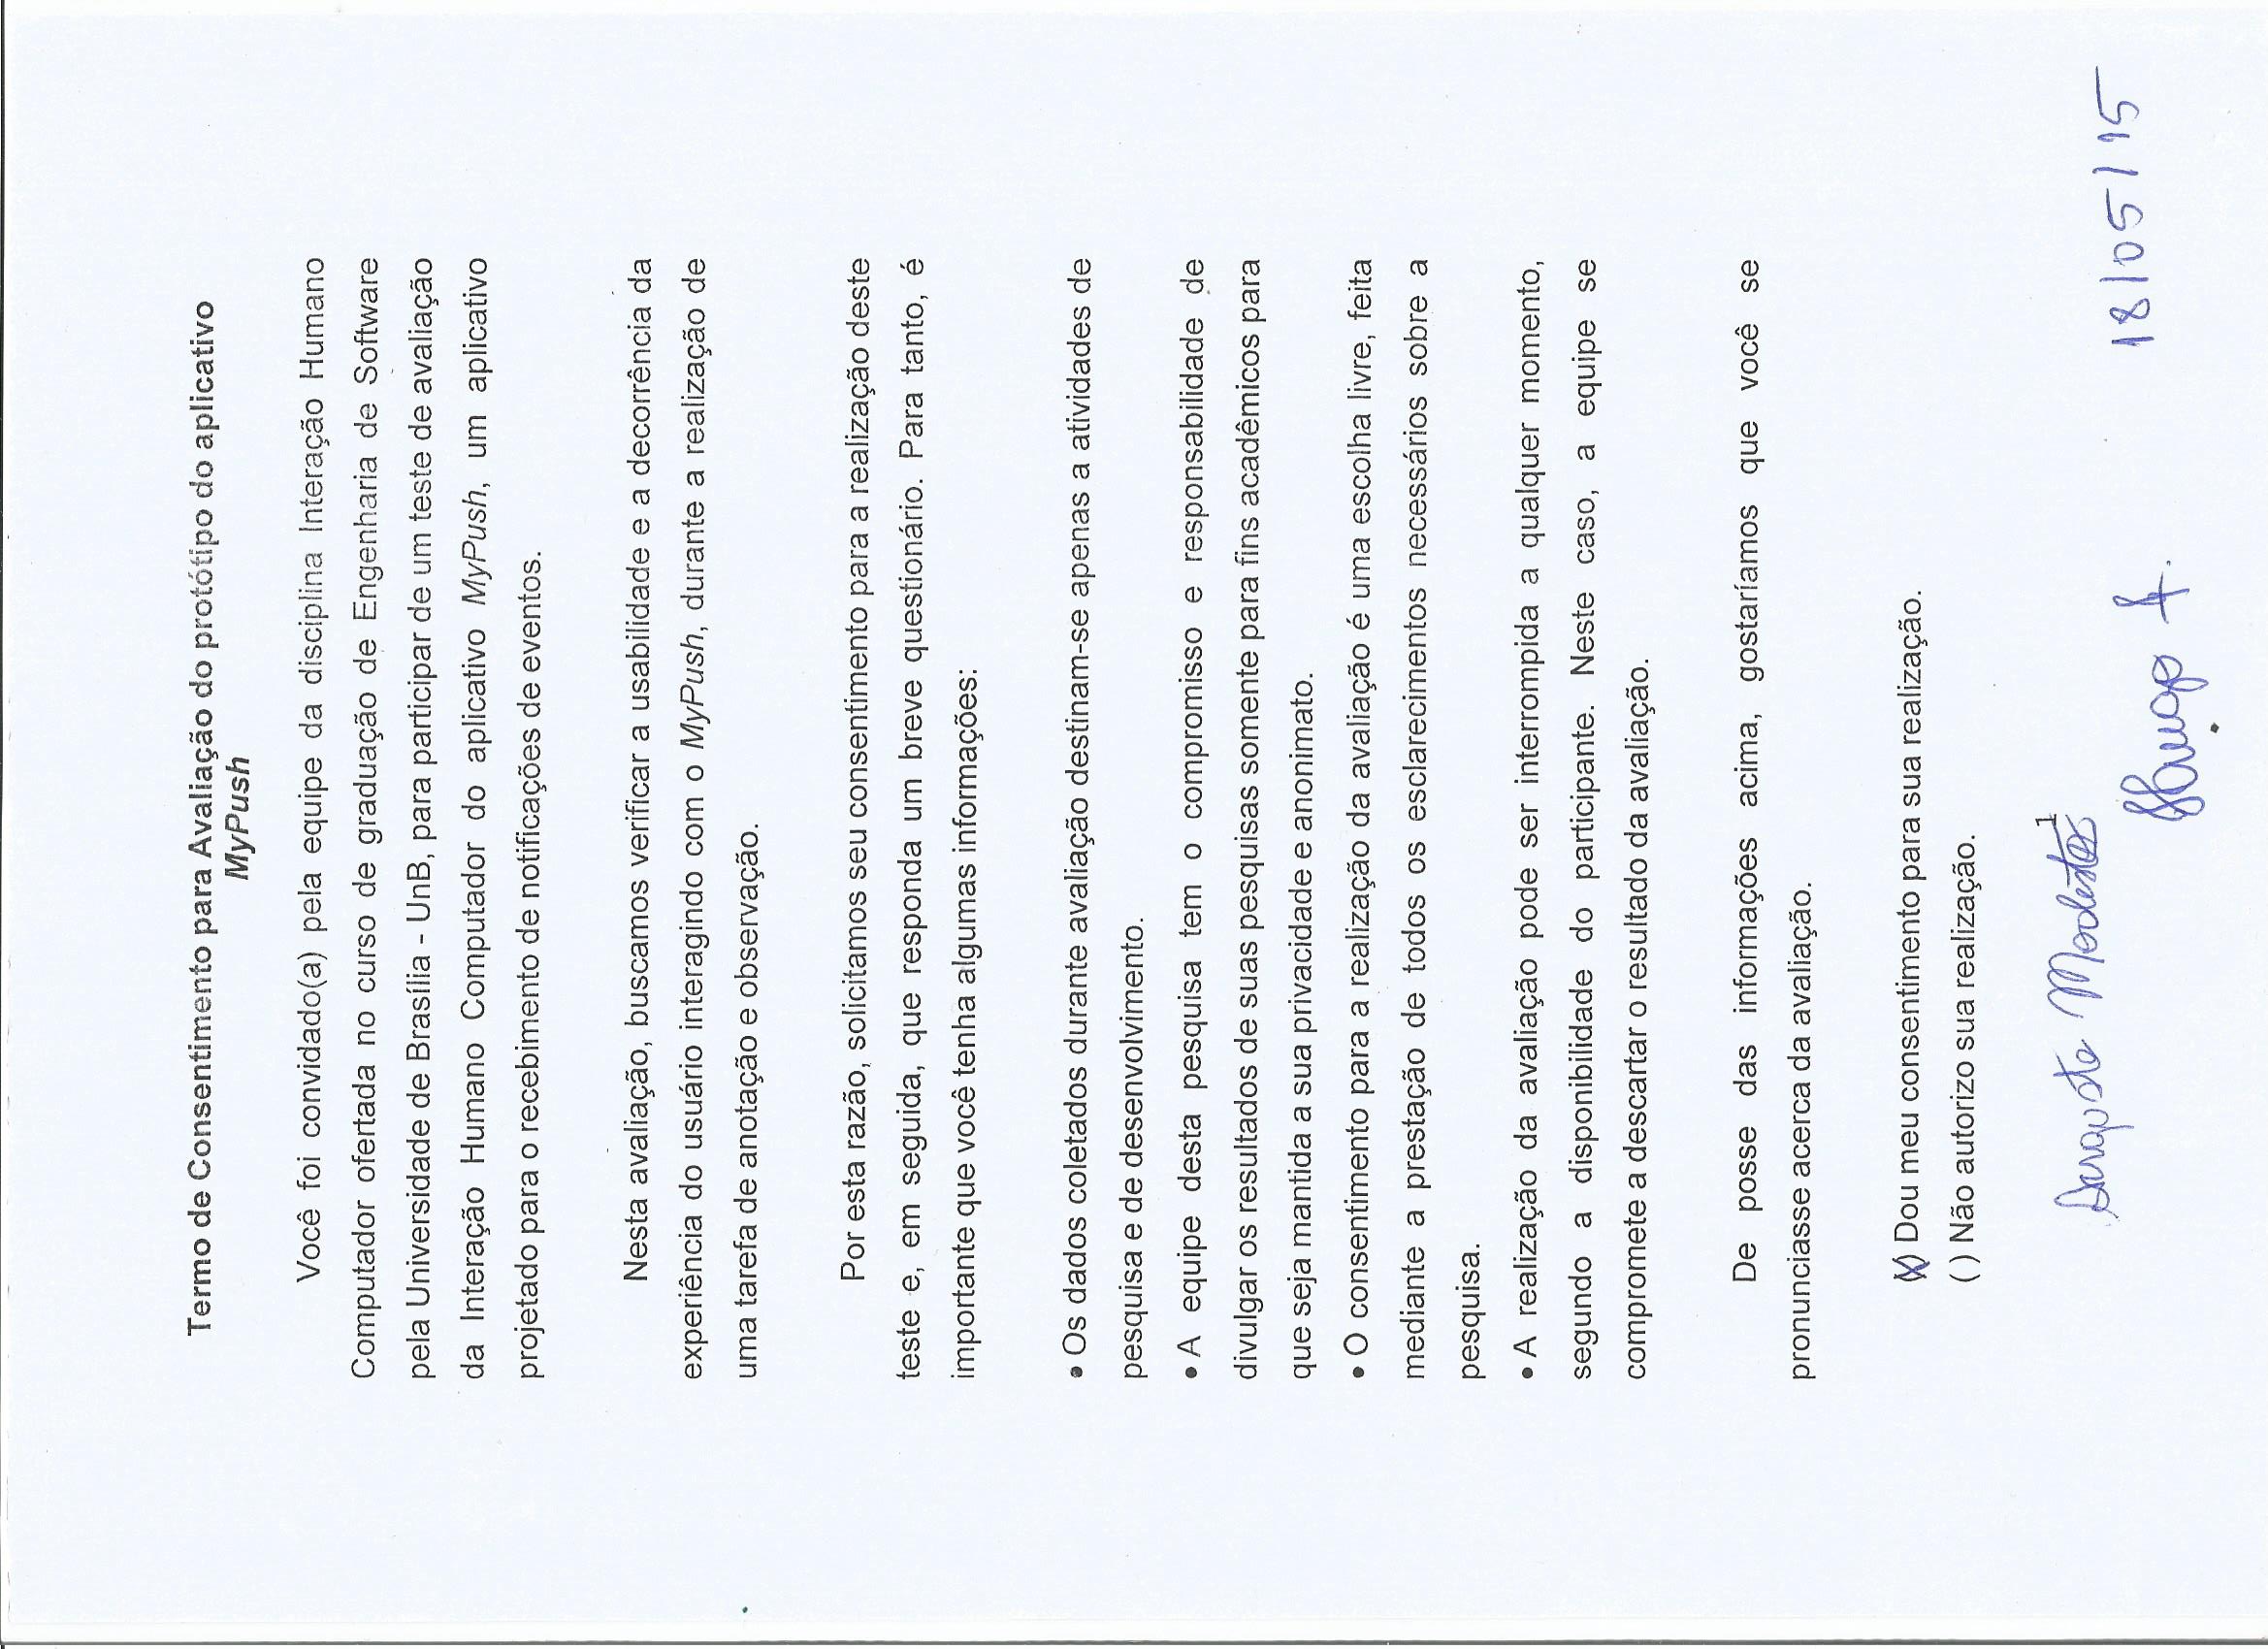 Termo de Consentimento para Avaliação do protótipo do aplicativo
MyPush
Você foi convidado(a) pela equipe da disciplina Interação Humano
Computador ofertada no curso de graduação de Engenharia de Software
pela Universidade de Brasília - UnB, para participar de um teste de avaliação
da Interação Humano Computador do aplicativo MyPush, um aplicativo
projetado para o recebimento de notificações de eventos.
Nesta avaliação, buscamos verificar a usabilidade e a decorrência da
experiência do usuário interagindo com o MyPush, durante a realização de
uma tarefa de anotação e observação.
Por esta razão, solicitamos seu consentimento para a realização deste
teste e, em seguida, que responda um breve questionário. Para tanto, é
importante que você tenha algumas informações:
• Os dados coletados durante avaliação destinam-se apenas a atividades de
pesquisa e de desenvolvimento.
• A equipe desta pesquisa tem o compromisso e responsabilidade de
divulgar os resultados de suas pesquisas somente para fins acadêmicos para
que seja mantida a sua privacidade e anonimato.
• O consentimento para a realização da avaliação é uma escolha livre, feita
mediante a prestação de todos os esclarecimentos necessários sobre a
pesquisa.
• A realização da avaliação pode ser interrompida a qualquer momento,
segundo a disponibilidade do participante. Neste caso, a equipe se
compromete a descartar o resultado da avaliação.
De posse das informações acima, gostaríamos que você se
pronunciasse acerca da avaliação.
(X) Dou meu consentimento para sua realização.
( ) Não autorizo sua realização.
1
18/05/15